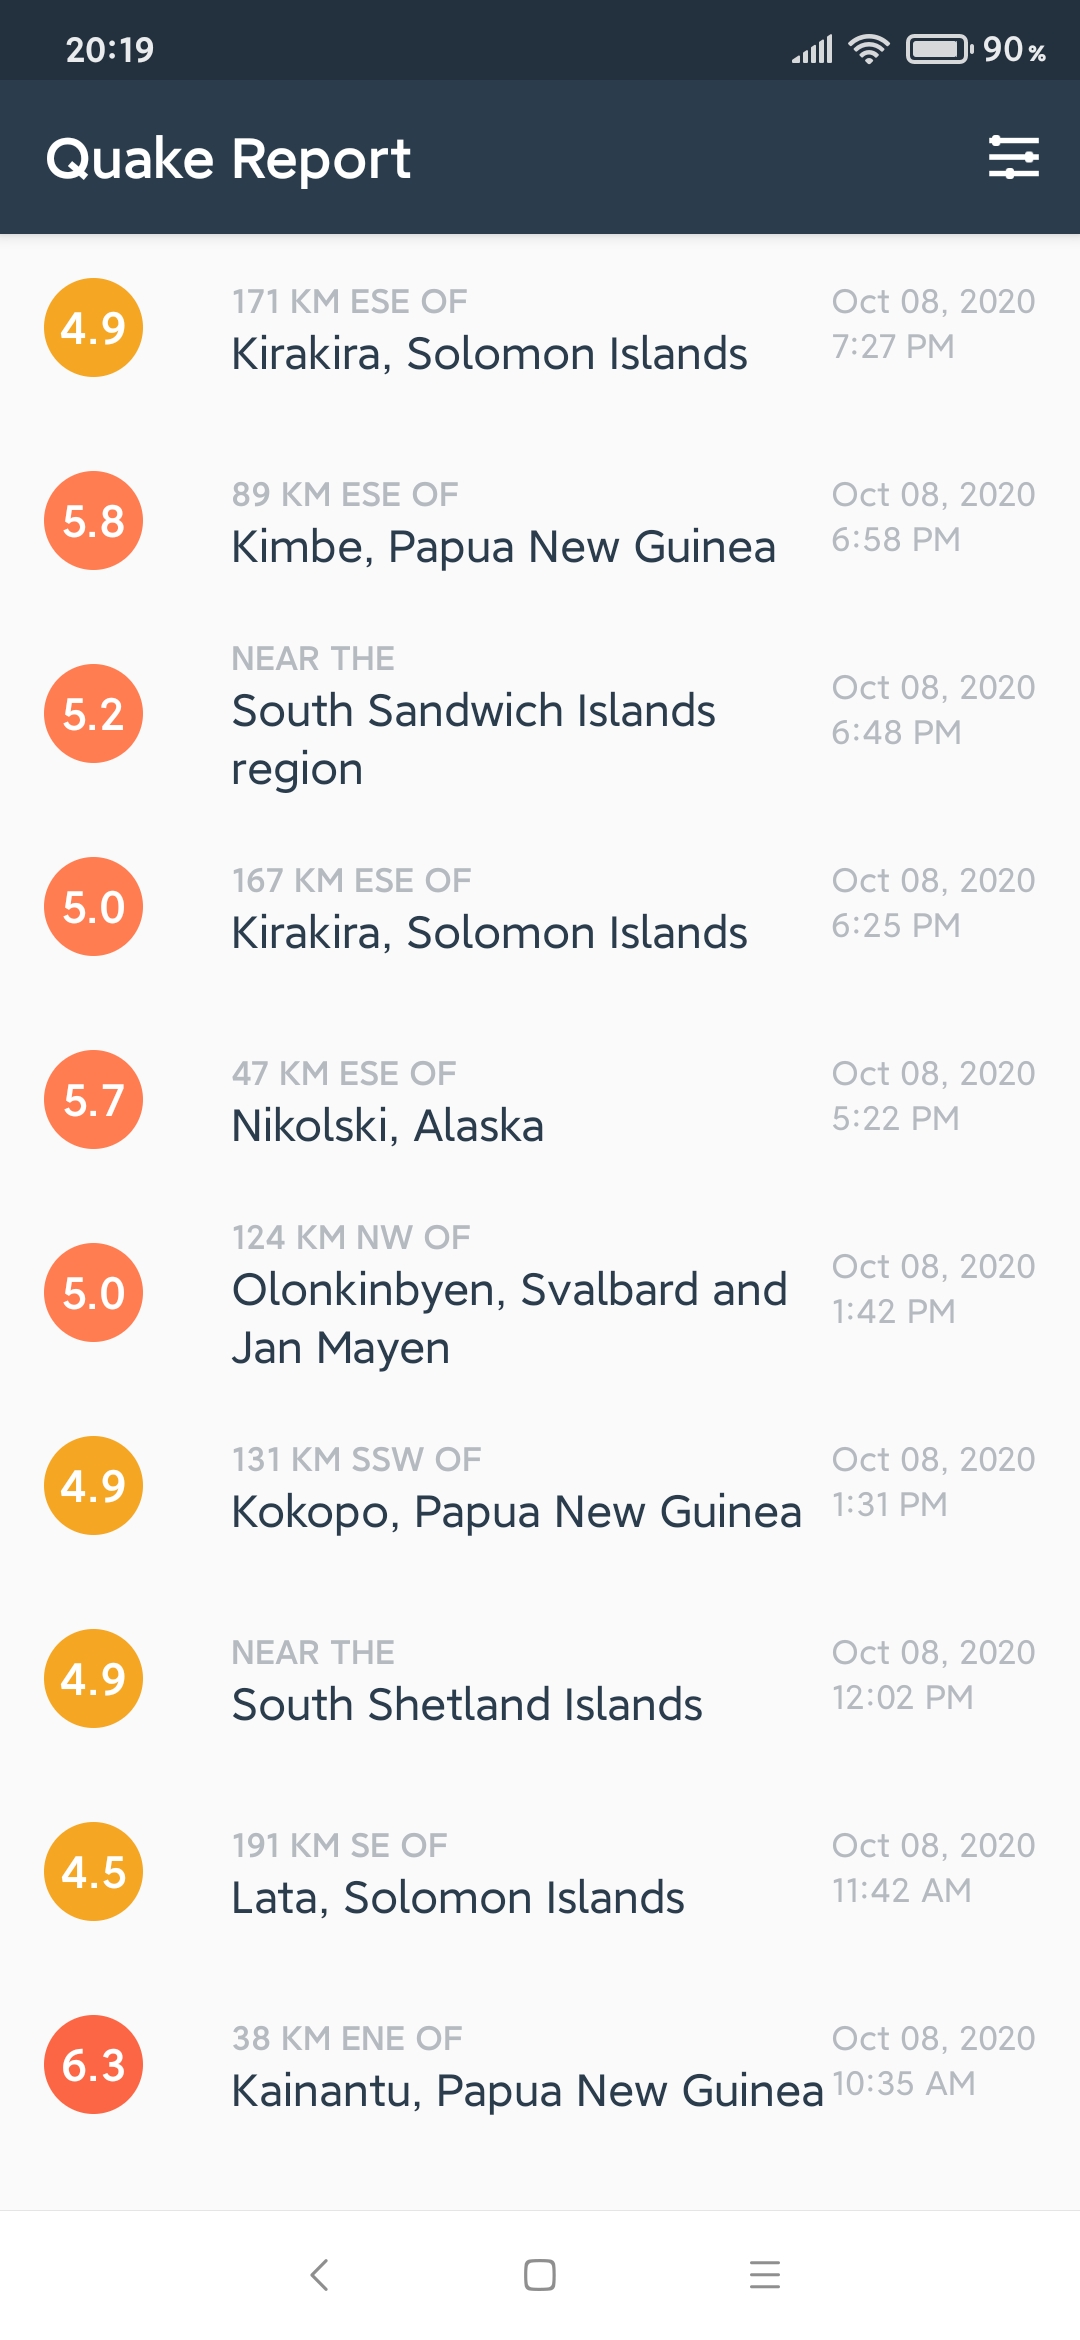 20:19
90%
Quake Report
4.9
171 KM ESE OF
Kirakira, Solomon Islands
Oct 08, 2020
7:27 PM
5.8
89 KM ESE OF
Kimbe, Papua New Guinea
Oct 08, 2020
6:58 PM
5.2
NEAR THE
South Sandwich Islands
region
Oct 08, 2020
6:48 PM
5.0
167 KM ESE OF
Kirakira, Solomon Islands
Oct 08, 2020
6:25 PM
5.7
47 KM ESE OF
Nikolski, Alaska
Oct 08, 2020
5:22 PM
5.0
124 KM NW OF
Olonkinbyen, Svalbard and
Jan Mayen
Oct 08, 2020
1:42 PM
4.9
131 KM SSW OF
Kokopo, Papua New Guinea
Oct 08, 2020
1:31 PM
4.9
NEAR THE
South Shetland Islands
Oct 08, 2020
12:02 PM
4.5
191 KM SE OF
Lata, Solomon Islands
Oct 08, 2020
11:42 AM
6.3
38 KM ENE OF
Kainantu, Papua New Guinea
Oct 08, 2020
10:35 AM